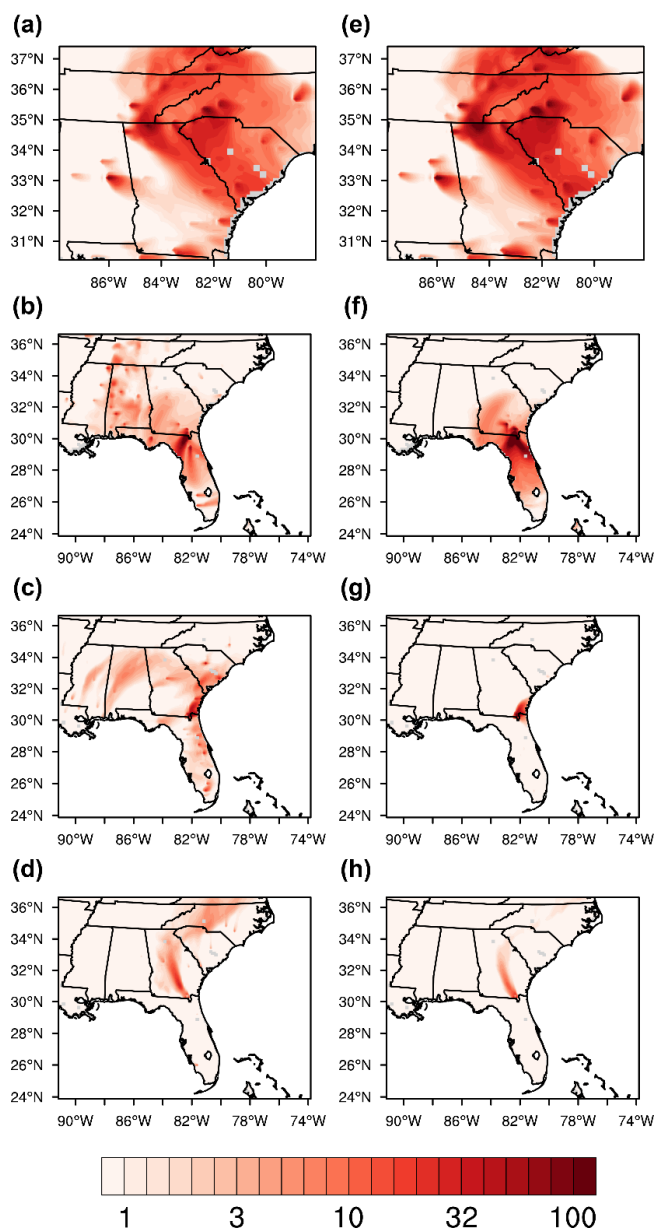 (a) (e)
37°N 37°N
36°N 36°N
35°N 35°N
34°N 34°N
33°N 33°N
32°N 32°N
31°N 31°N
86°W 84°W 82°W 80°W 86°W 84°W 82°W 80°W
(b) (f)
36°N 36°N
34°N 34°N
32°N 32°N
30°N 30°N
28°N 28°N
26°N 26°N
24°N 24°N
90°W 86°W 82°W 78°W 74°W 90°W 86°W 82°W 78°W 74°W
(c) (g)
36°N 36°N
34°N 34°N
32°N 32°N
30°N 30°N
28°N 28°N
26°N 26°N
24°N 24°N
90°W 86°W 82°W 78°W 74°W 90°W 86°W 82°W 78°W 74°W
(d) (h)
36°N 36°N
34°N 34°N
32°N 32°N
30°N 30°N
28°N 28°N
26°N 26°N
24°N 24°N
90°W 86°W 82°W 78°W 74°W 90°W 86°W 82°W 78°W 74°W
1 3 10 32 100